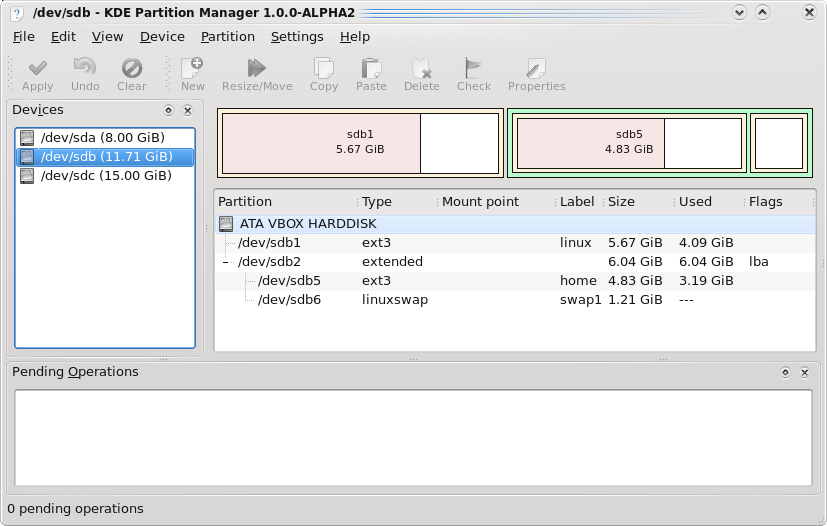 /dev/sdb - KDE Partition Manager 1.0.0-ALPHA2
File Edit View Device Partition Settings Help
Apply Undo Clear New Resize/Move Copy Paste Delete Check Properties
Devices
/dev/sda (8.00 GiB)
/dev/sdb (11.71 GiB)
/dev/sdc (15.00 GiB)
sdb1
5.67 GiB
sdb5
4.83 GiB
Partition Type Mount point Label Size Used Flags
ATA VBOX HARDDISK
/dev/sdb1 ext3 linux 5.67 GiB 4.09 GiB
/dev/sdb2 extended 6.04 GiB 6.04 GiB lba
/dev/sdb5 ext3 home 4.83 GiB 3.19 GiB
/dev/sdb6 linuxswap swap1 1.21 GiB ---
Pending Operations
0 pending operations